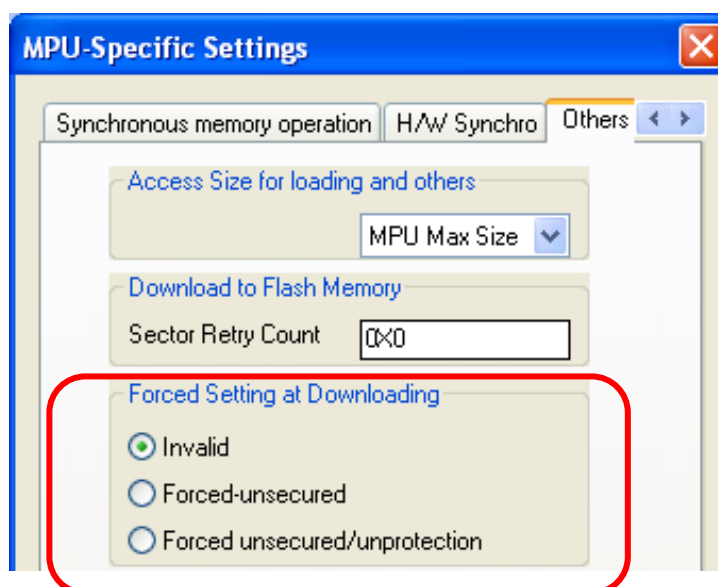 MPU-Specific Settings
Synchronous memory operation H/W Synchro Others
Access Size for loading and others
MPU Max Size
Download to Flash Memory
Sector Retry Count 0X0
Forced Setting at Downloading
Invalid
Forced-unsecured
Forced unsecured/unprotection